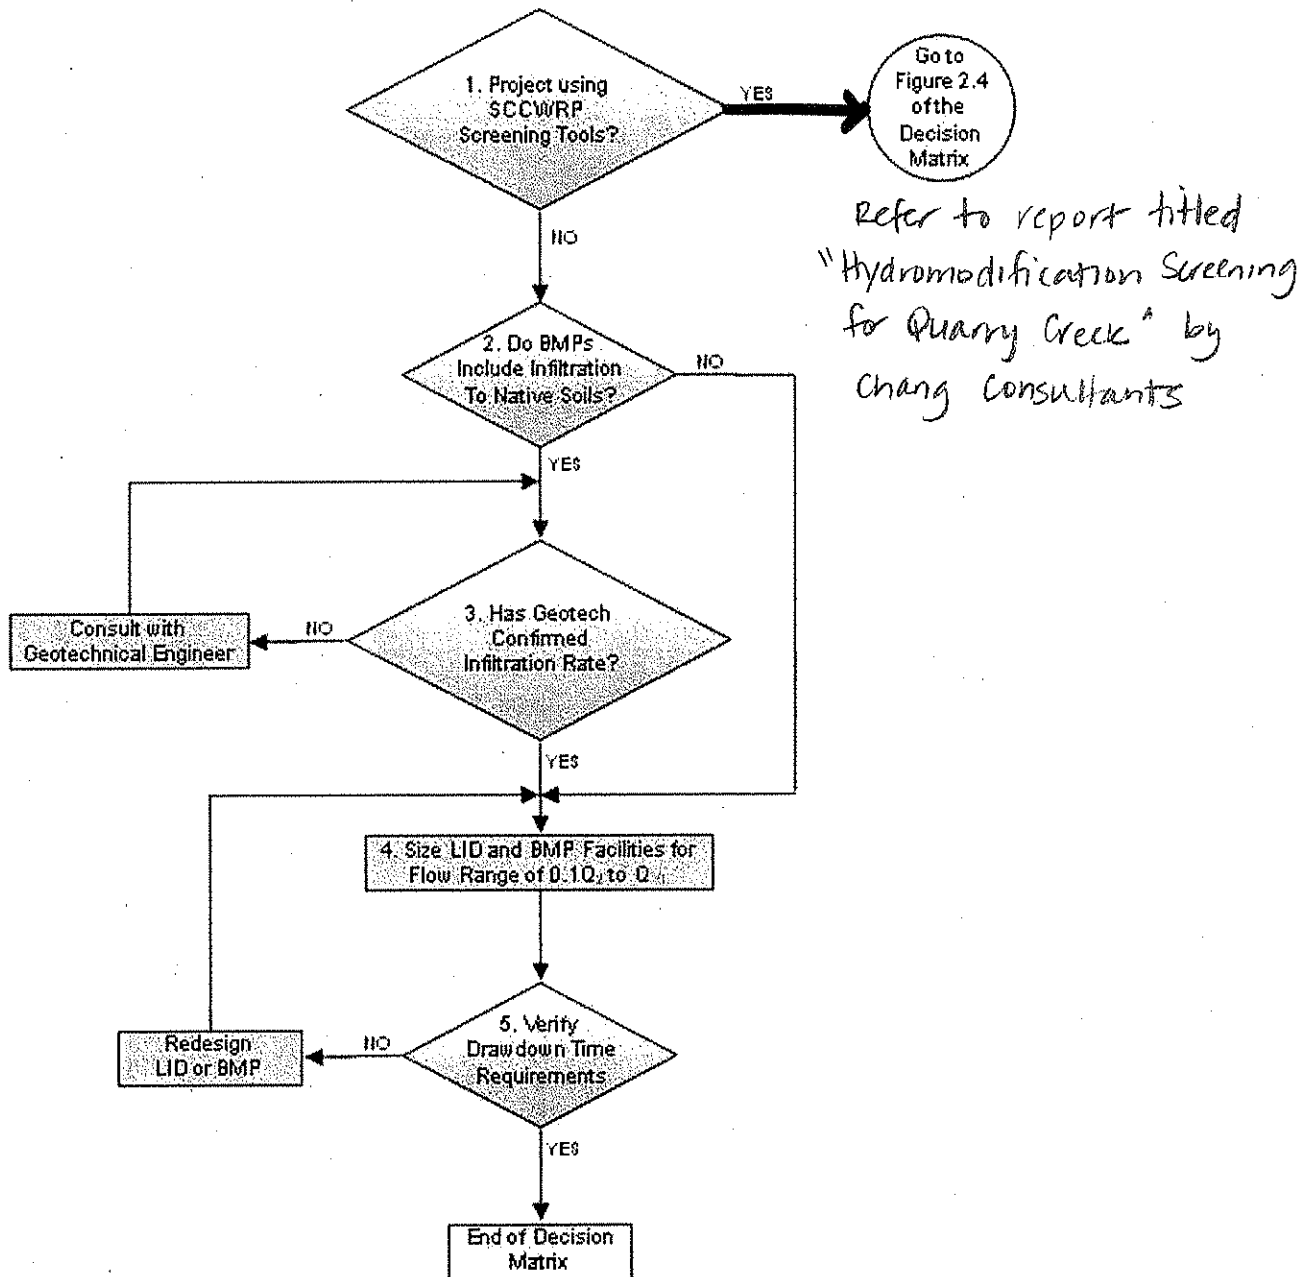 1. Project using
SCCWRP
Screening Tools?
YES
Go to
Figure 2.4
of the
Decision
Matrix
Refer to report titled
"Hydromodification Screening
for Quarry Creek" by
Chang Consultants
NO
2. Do BMPs
Include Infiltration
To Native Soils?
NO
YES
3. Has Geotech
Confirmed
Infiltration Rate?
NO
Consult with
Geotechnical Engineer
YES
4. Size LID and BMP Facilities for
Flow Range of 0.1Q₂ to Q
5. Verify
Drawdown Time
Requirements
NO
Redesign
LID or BMP
YES
End of Decision
Matrix